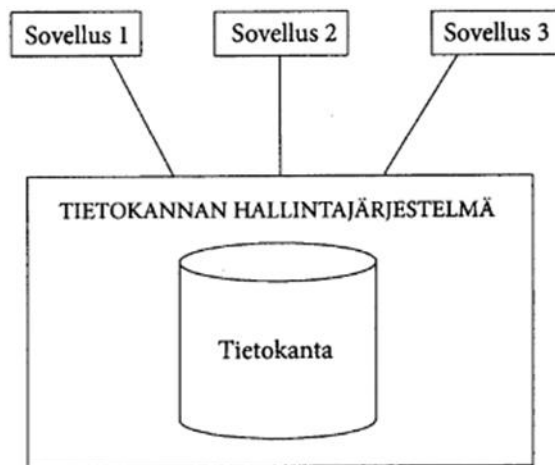 Sovellus 1
Sovellus 2
Sovellus 3
TIETOKANNAN HALLINTAJÄRJESTELMÄ
Tietokanta